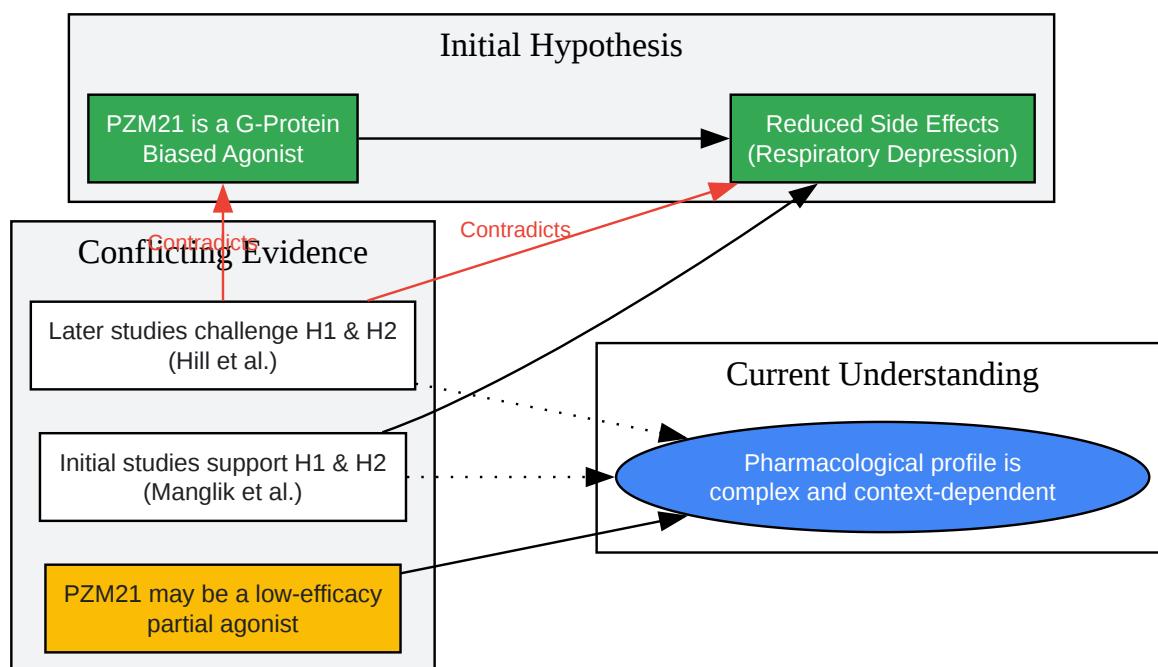 Initial Hypothesis
PZM21 is a G-Protein
Biased Agonist
Reduced Side Effects
(Respiratory Depression)
Contradicts
Contradicts
Conflicting Evidence
Later studies challenge H1 & H2
(Hill et al.)
Initial studies support H1 & H2
(Manglik et al.)
PZM21 may be a low-efficacy
partial agonist
Current Understanding
Pharmacological profile is
complex and context-dependent